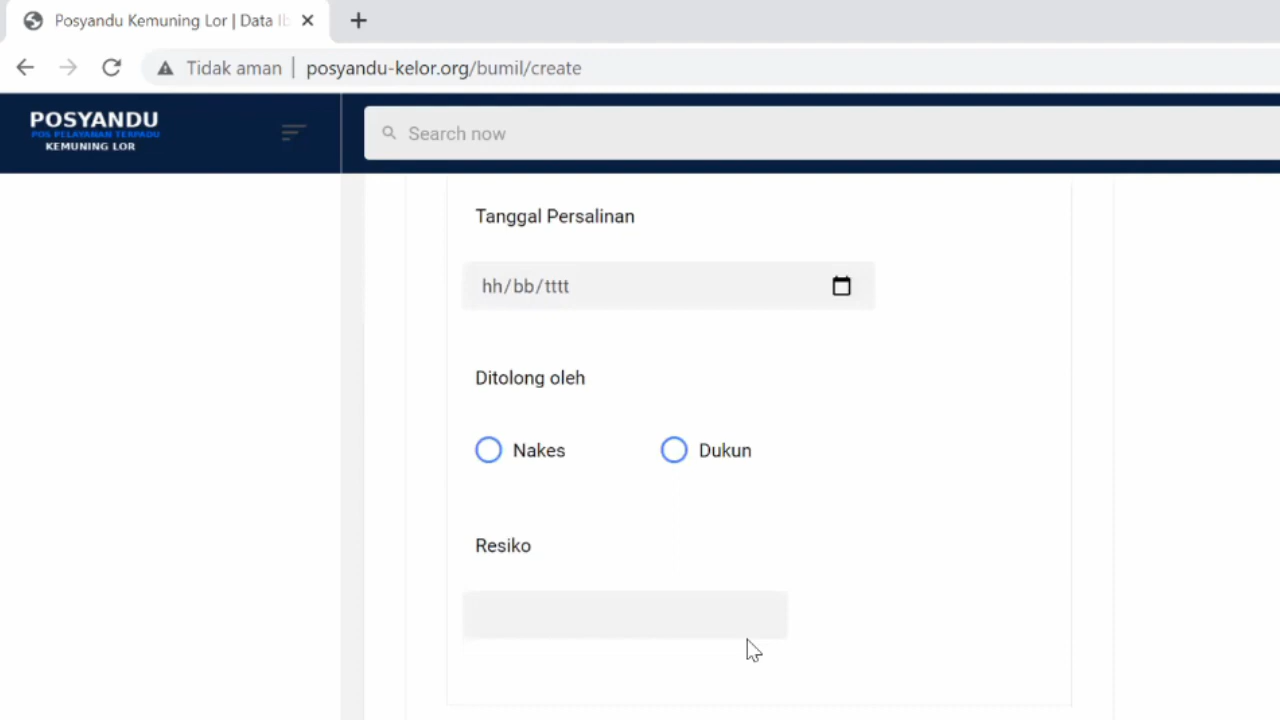 Posyandu Kemuning Lor | Data
Tidak aman | posyandu-kelor.org/bumil/create
POSYANDU
POS PELAYANAN TERPADU
KEMUNING LOR
Search now
Tanggal Persalinan
hh/bb/tttt
Ditolong oleh
Nakes Dukun
Resiko